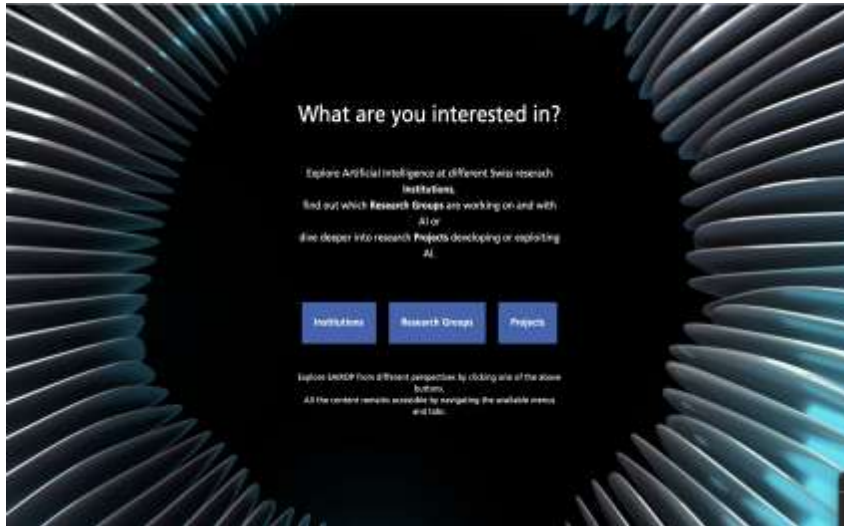 What are you interested in?
Explore Artificial Intelligence at different Swiss reserach
Institutions,
find out which Research Groups are working on and with
AI or
dive deeper into research Projects developing or exploiting
AI.
Institutions
Research Groups
Projects
Explore from different perspectives by clicking one of the above
buttons.
All the content remains accessible by navigating the available menus
and tabs.